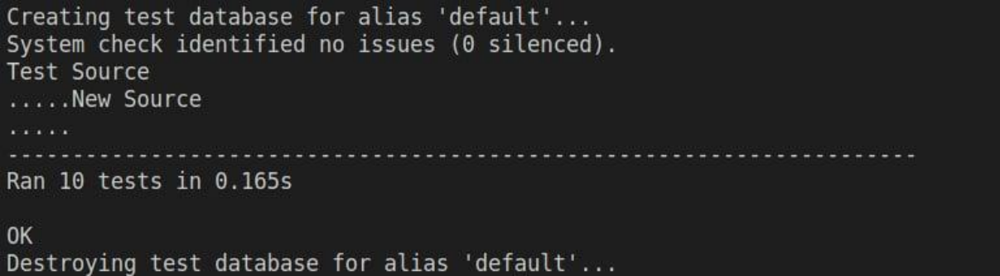 Creating test database for alias 'default'...
System check identified no issues (0 silenced).
Test Source
.....New Source
.....
----------------------------------------------------------------------
Ran 10 tests in 0.165s

OK
Destroying test database for alias 'default'...